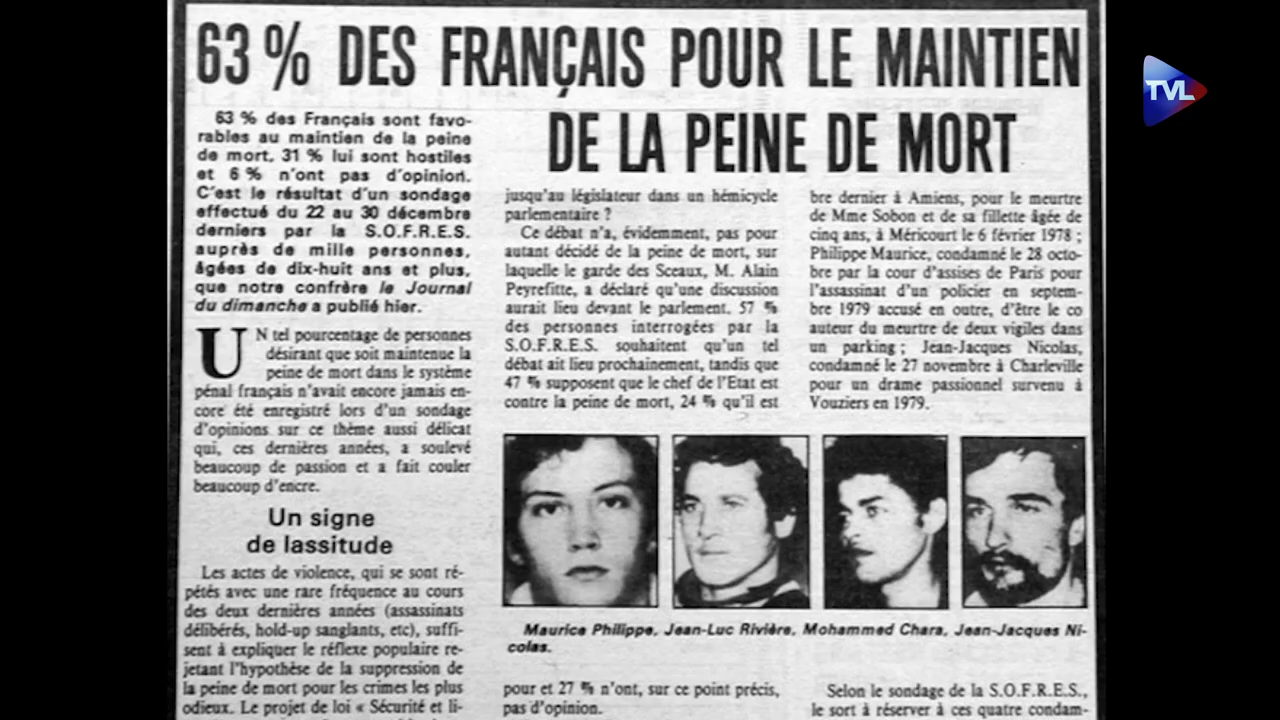 63 % DES FRANÇAIS POUR LE MAINTIEN
DE LA PEINE DE MORT
TVL
63 % des Français sont favo-
rables au maintien de la peine
de mort, 31 % lui sont hostiles
et 6 % n'ont pas d'opinion.
C'est le résultat d'un sondage
effectué du 22 au 30 décembre
derniers par la S.O.F.R.E.S.
auprès de mille personnes,
âgées de dix-huit ans et plus,
que notre confrère le Journal
du dimanche a publié hier.
UN tel pourcentage de personnes
désirant que soit maintenue la
peine de mort dans le système
pénal français n'avait encore jamais en-
core été enregistré lors d'un sondage
d'opinions sur ce thème aussi délicat
qui, ces dernières années, a soulevé
beaucoup de passion et a fait couler
beaucoup d'encre.
Un signe
de lassitude
Les actes de violence, qui se sont ré-
pétés avec une rare fréquence au cours
des deux dernières années (assassinats
délibérés, hold-up sanglants, etc), suffi-
sent à expliquer le réflexe populaire re-
jetant l'hypothèse de la suppression de
la peine de mort pour les crimes les plus
odieux. Le projet de loi « Sécurité et li-
jusqu'au législateur dans un hémicycle
parlementaire ?
Ce débat n'a, évidemment, pas pour
autant décidé de la peine de mort, sur
laquelle le garde des Sceaux, M. Alain
Peyrefitte, a déclaré qu'une discussion
aurait lieu devant le parlement. 57 %
des personnes interrogées par la
S.O.F.R.E.S. souhaitent qu'un tel
débat ait lieu prochainement, tandis que
47 % supposent que le chef de l'Etat est
contre la peine de mort, 24 % qu'il est
bre dernier à Amiens, pour le meurtre
de Mme Sobon et de sa fillette âgée de
cinq ans, à Méricourt le 6 février 1978 ;
Philippe Maurice, condamné le 28 octo-
bre par la cour d'assises de Paris pour
l'assassinat d'un policier en septem-
bre 1979 accusé en outre, d'être le co
auteur du meurtre de deux vigiles dans
un parking ; Jean-Jacques Nicolas,
condamné le 27 novembre à Charleville
pour un drame passionnel survenu à
Vouziers en 1979.
Maurice Philippe, Jean-Luc Rivière, Mohammed Chara, Jean-Jacques Ni-
colas.
pour et 27 % n'ont, sur ce point précis,
pas d'opinion.
Selon le sondage de la S.O.F.R.E.S.,
le sort à réserver à ces quatre condam-